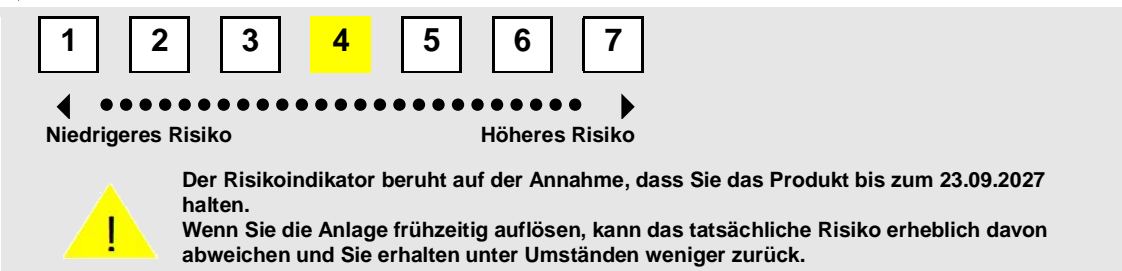 1 2 3 4 5 6 7
Niedrigeres Risiko Höheres Risiko
Der Risikoindikator beruht auf der Annahme, dass Sie das Produkt bis zum 23.09.2027
halten.
Wenn Sie die Anlage frühzeitig auflösen, kann das tatsächliche Risiko erheblich davon
abweichen und Sie erhalten unter Umständen weniger zurück.
!